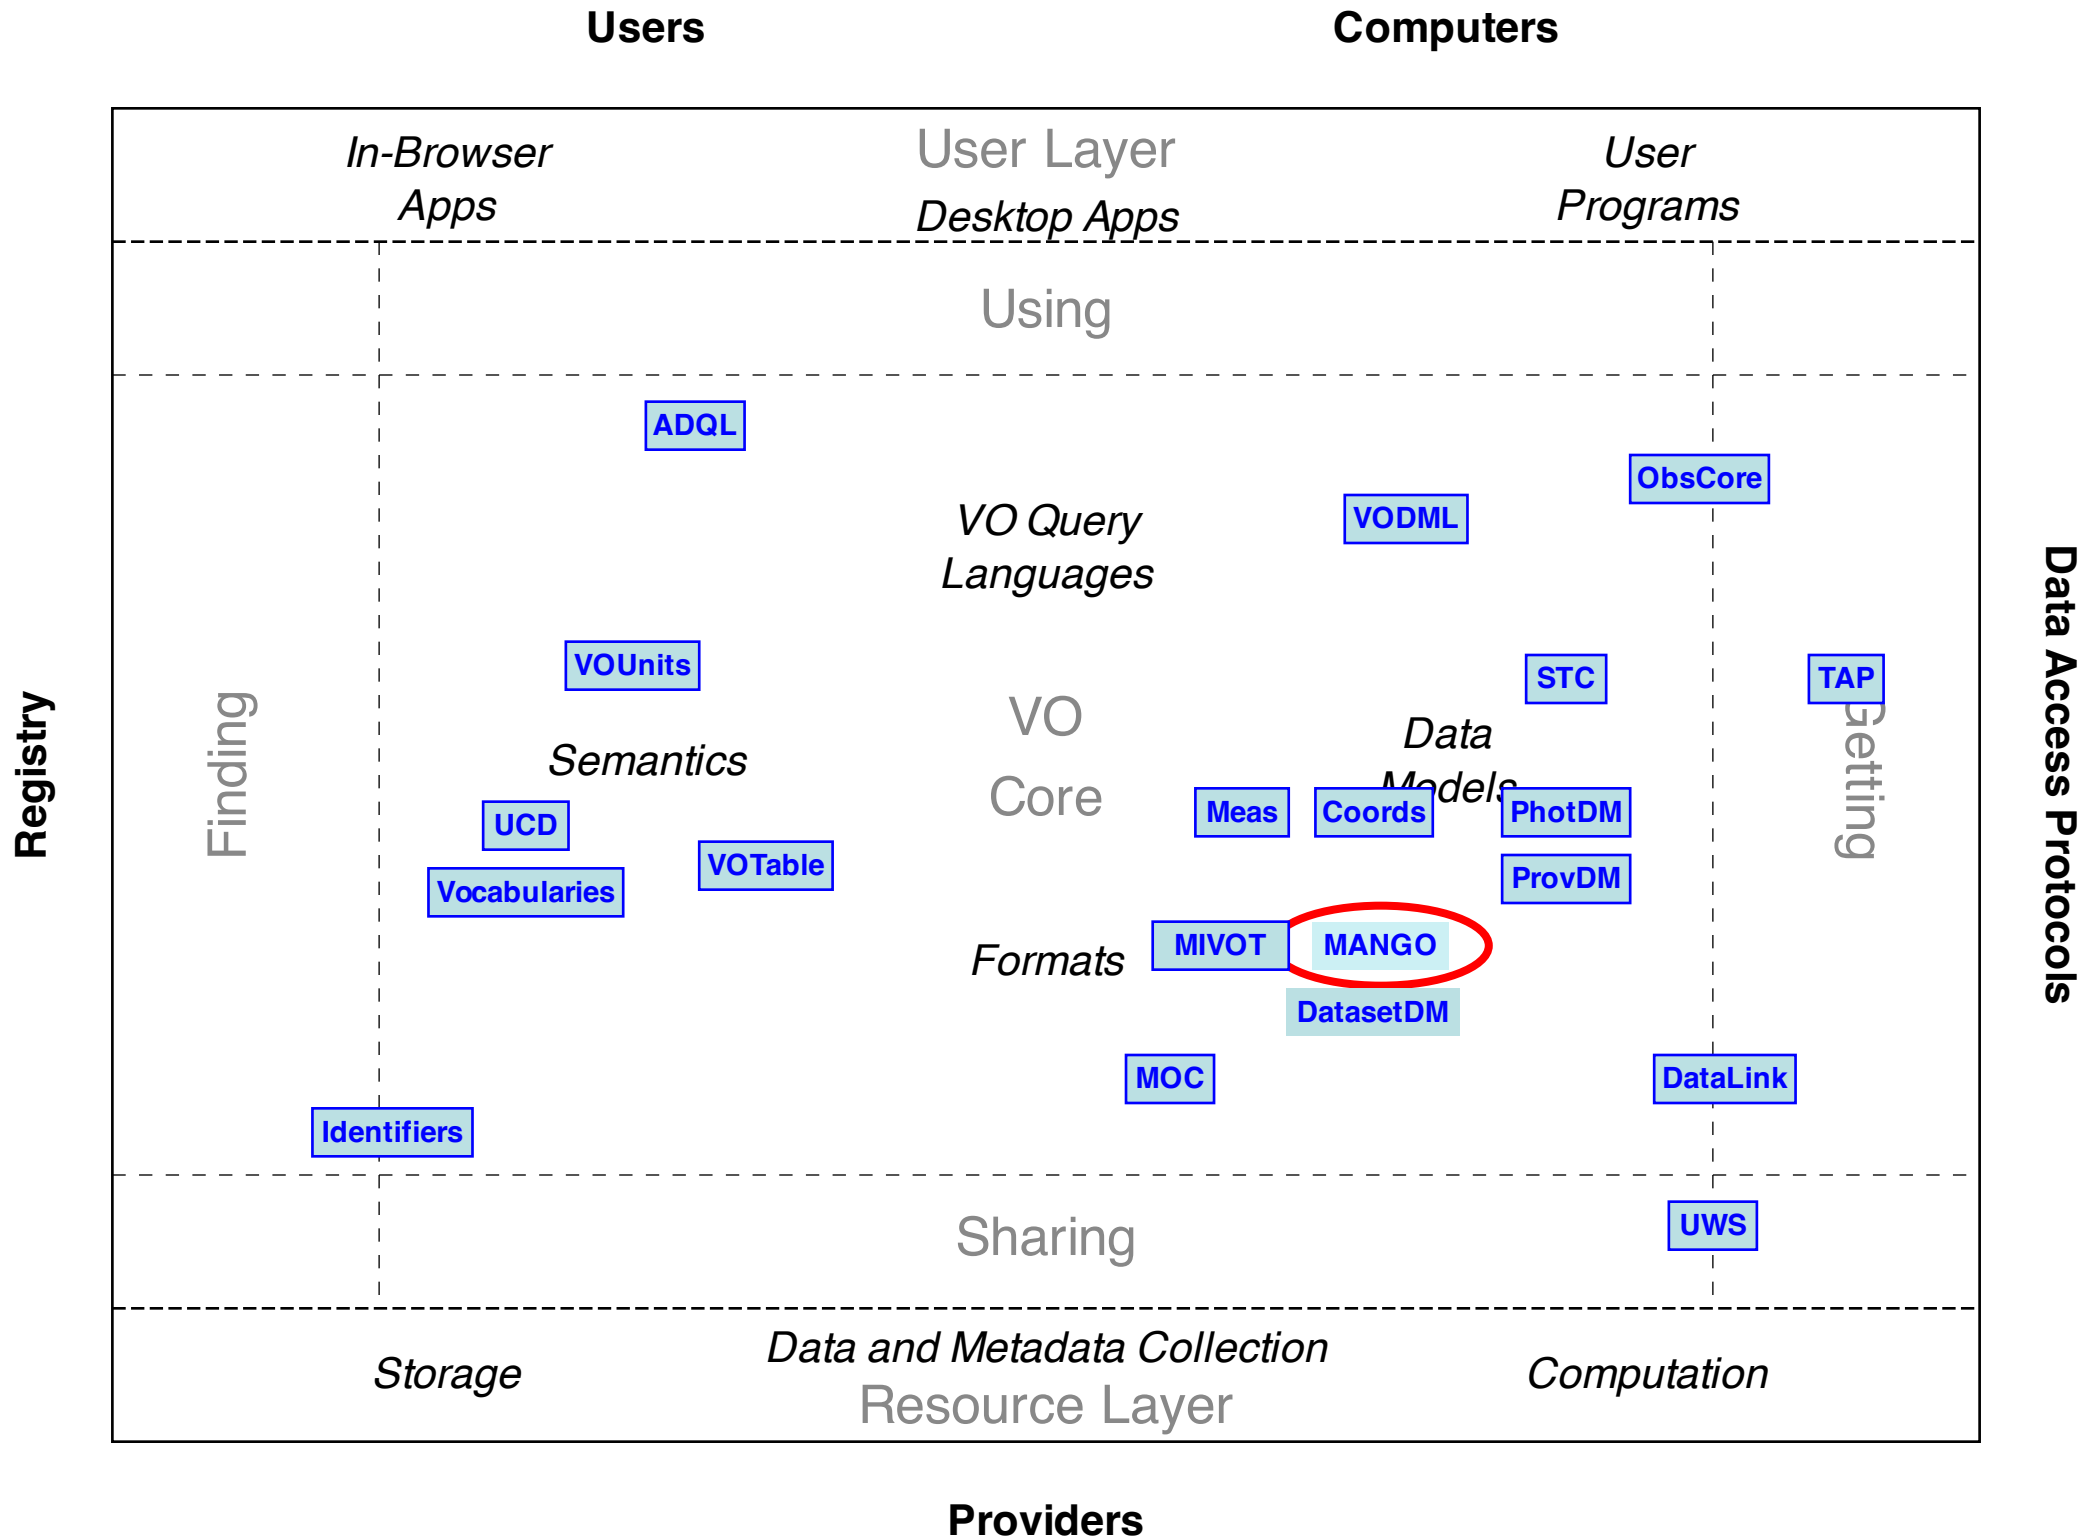 Users
Computers
In-Browser
Apps
User Layer
Desktop Apps
User
Programs
Using
ADQL
ObsCore
VODML
VO Query
Languages
VOUnits
STC
TAP
Registry
Finding
Semantics
VO
Core
Data
Models
Getting
Data Access Protocols
Meas
Coords
PhotDM
UCD
VOTable
ProvDM
Vocabularies
Formats
MIVOT
MANGO
DatasetDM
MOC
DataLink
Identifiers
UWS
Sharing
Storage
Data and Metadata Collection
Resource Layer
Computation
Providers